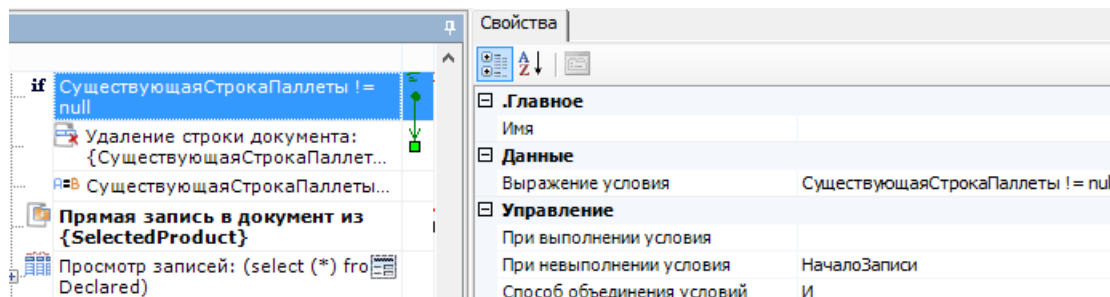 Свойства
if СуществующаяСтрокаПаллеты !=
null
Удаление строки документа:
{СуществующаяСтрокаПаллет...
A=B СуществующаяСтрокаПаллеты...
Прямая запись в документ из
{SelectedProduct}
Просмотр записей: (select (*) fro
Declared)
A
Z
.Главное
Имя
Данные
Выражение условия СуществующаяСтрокаПаллеты != nul
Управление
При выполнении условия
При невыполнении условия НачалоЗаписи
Способ объединения условий И